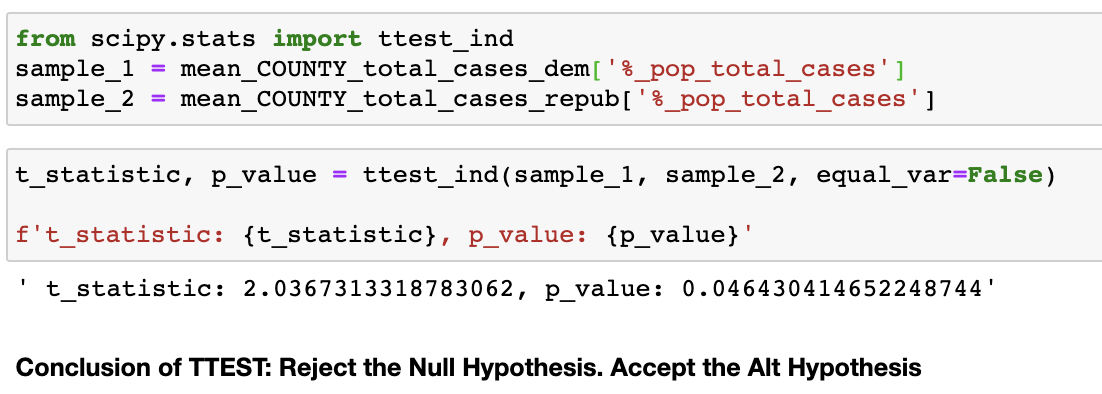 from scipy.stats import ttest_ind
sample_1 = mean_COUNTY_total_cases_dem['%_pop_total_cases']
sample_2 = mean_COUNTY_total_cases_repub['%_pop_total_cases']
t_statistic, p_value = ttest_ind(sample_1, sample_2, equal_var=False)
f't_statistic: {t_statistic}, p_value: {p_value}'
' t_statistic: 2.0367313318783062, p_value: 0.046430414652248744'
Conclusion of TTEST: Reject the Null Hypothesis. Accept the Alt Hypothesis